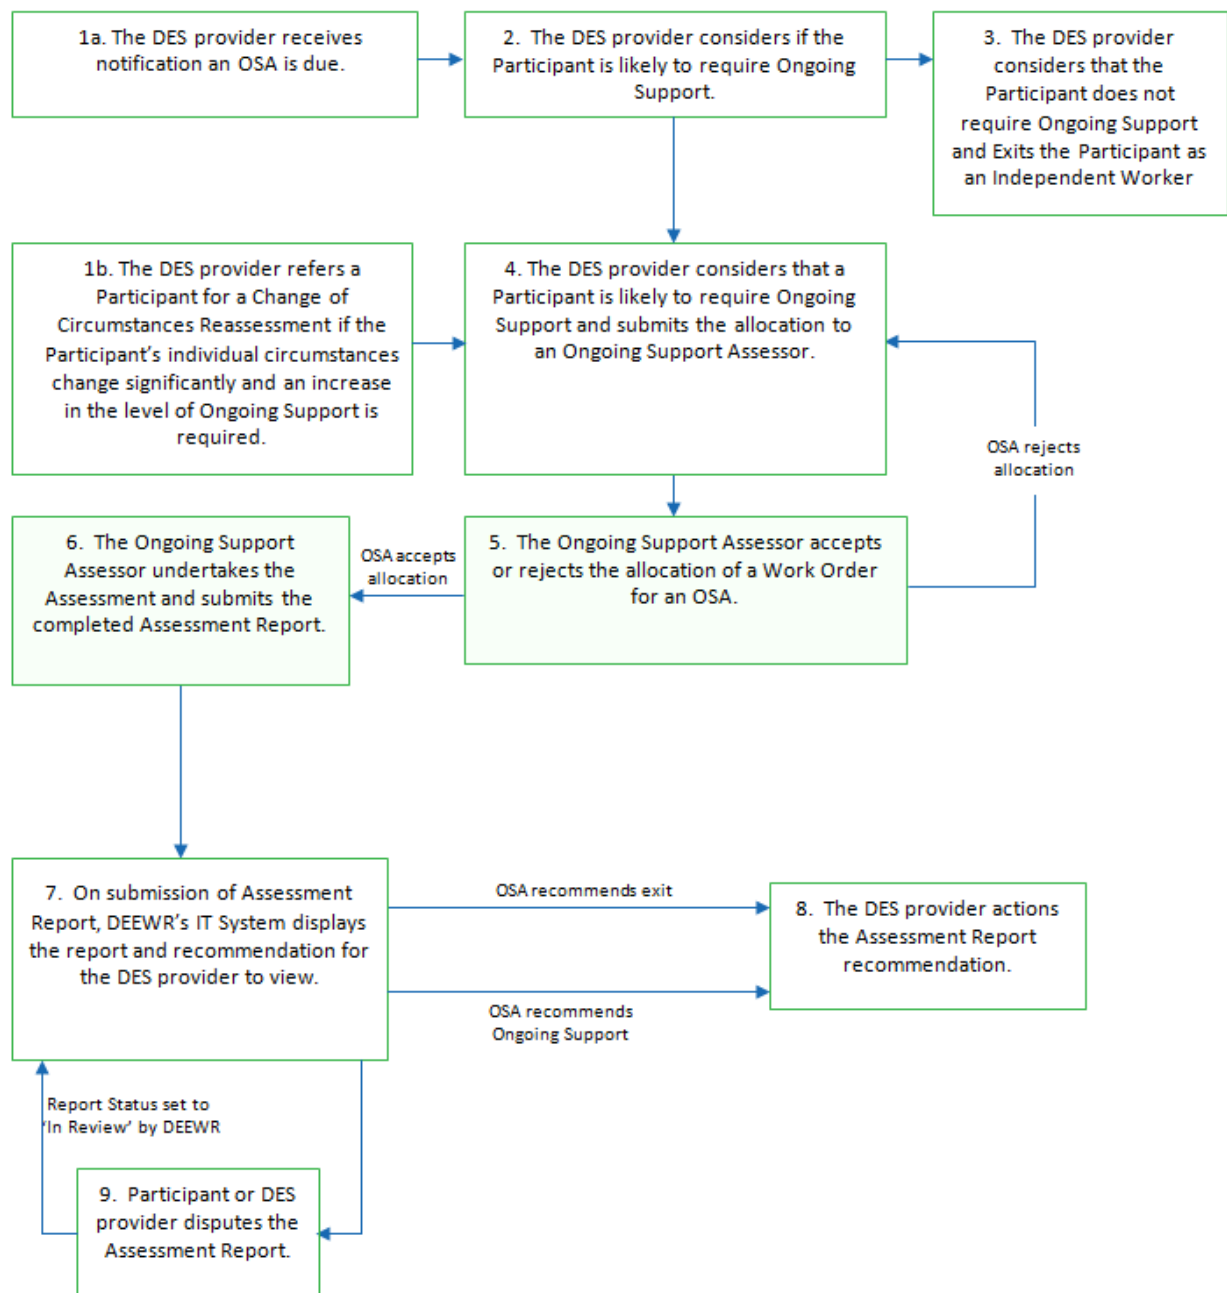 1a. The DES provider receives
notification an OSA is due.
2. The DES provider considers if the
Participant is likely to require Ongoing
Support.
3. The DES provider
considers that the
Participant does not
require Ongoing Support
and Exits the Participant as
an Independent Worker
1b. The DES provider refers a
Participant for a Change of
Circumstances Reassessment if the
Participant's individual circumstances
change significantly and an increase
in the level of Ongoing Support is
required.
4. The DES provider considers that a
Participant is likely to require Ongoing
Support and submits the allocation to
an Ongoing Support Assessor.
OSA rejects
allocation
6. The Ongoing Support
Assessor undertakes the
Assessment and submits the
completed Assessment Report.
OSA accepts
allocation
5. The Ongoing Support Assessor accepts
or rejects the allocation of a Work Order
for an OSA.
7. On submission of Assessment
Report, DEEWR's IT System displays
the report and recommendation for
the DES provider to view.
OSA recommends exit
OSA recommends
Ongoing Support
8. The DES provider actions
the Assessment Report
recommendation.
Report Status set to
'In Review' by DEEWR
9. Participant or DES
provider disputes the
Assessment Report.